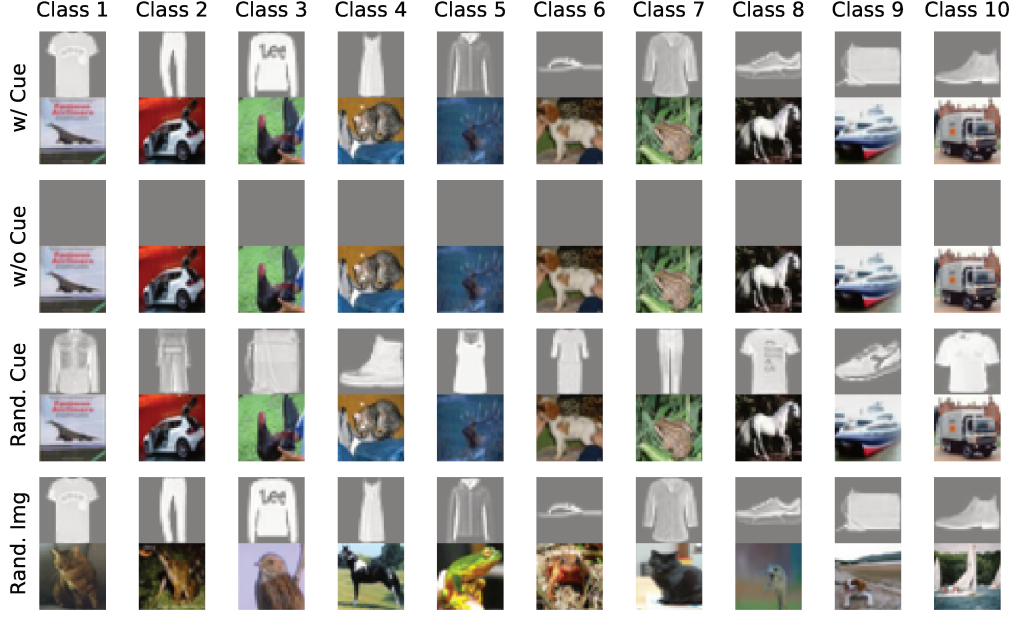 Class 1 Class 2 Class 3 Class 4 Class 5 Class 6 Class 7 Class 8 Class 9 Class 10
w/ Cue
Lee
w/o Cue
Rand. Cue
Rand. Img
Lee